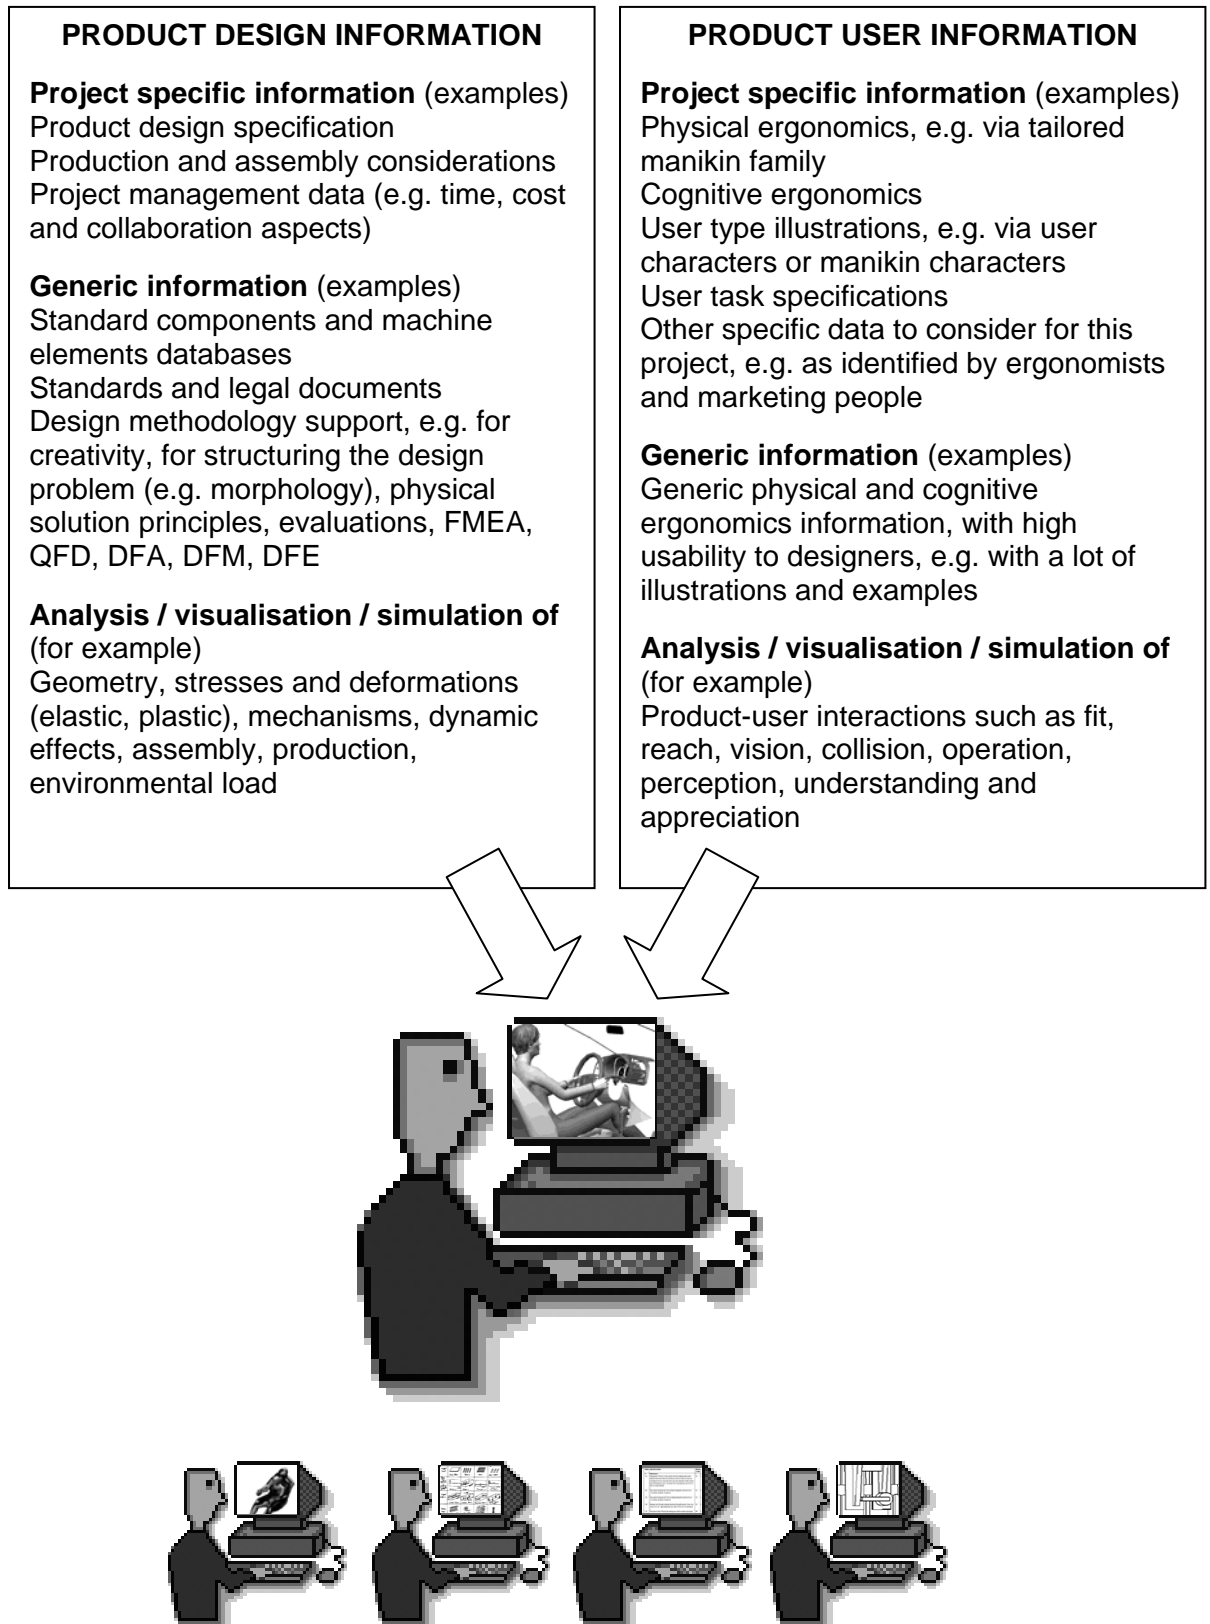 PRODUCT DESIGN INFORMATION
Project specific information (examples)
Product design specification
Production and assembly considerations
Project management data (e.g. time, cost
and collaboration aspects)
Generic information (examples)
Standard components and machine
elements databases
Standards and legal documents
Design methodology support, e.g. for
creativity, for structuring the design
problem (e.g. morphology), physical
solution principles, evaluations, FMEA,
QFD, DFA, DFM, DFE
Analysis / visualisation / simulation of
(for example)
Geometry, stresses and deformations
(elastic, plastic), mechanisms, dynamic
effects, assembly, production,
environmental load
PRODUCT USER INFORMATION
Project specific information (examples)
Physical ergonomics, e.g. via tailored
manikin family
Cognitive ergonomics
User type illustrations, e.g. via user
characters or manikin characters
User task specifications
Other specific data to consider for this
project, e.g. as identified by ergonomists
and marketing people
Generic information (examples)
Generic physical and cognitive
ergonomics information, with high
usability to designers, e.g. with a lot of
illustrations and examples
Analysis / visualisation / simulation of
(for example)
Product-user interactions such as fit,
reach, vision, collision, operation,
perception, understanding and
appreciation